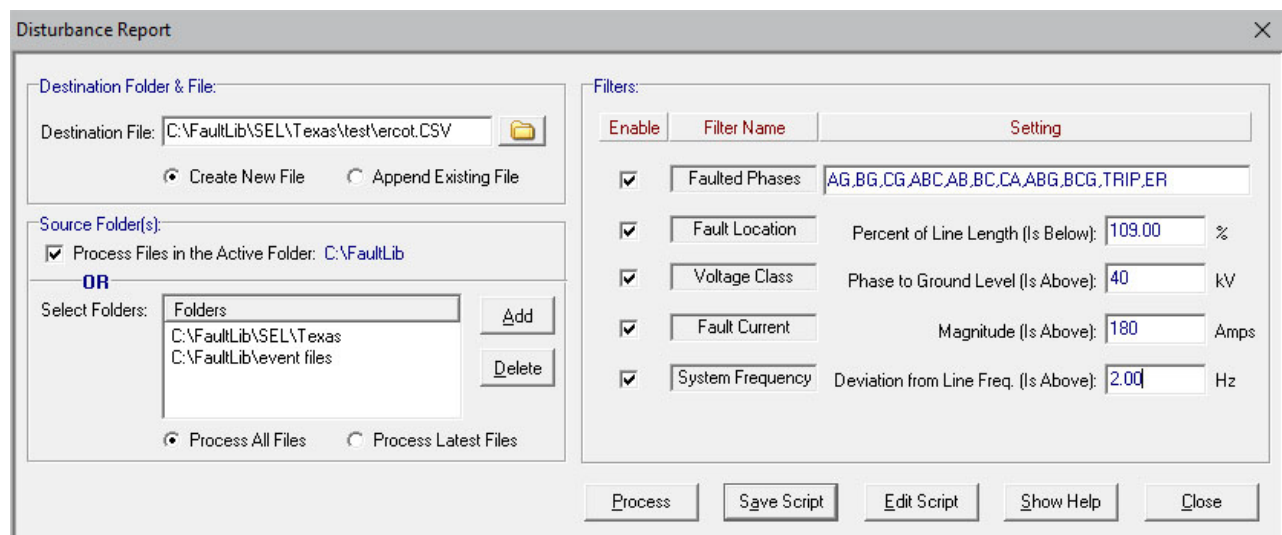 Disturbance Report
Destination Folder & File:
Destination File: C:\FaultLib\SEL\Texas\test\ercot.CSV
Create New File Append Existing File
Source Folder(s):
Process Files in the Active Folder: C:\FaultLib
OR
Select Folders: Folders
C:\FaultLib\SEL\Texas
C:\FaultLib\event files
Add
Delete
Process All Files Process Latest Files
Filters:
Enable Filter Name Setting
Faulted Phases AG,BG,CG,ABC,AB,BC,CA,ABG,BCG,TRIP,ER
Fault Location Percent of Line Length (Is Below): 109.00 %
Voltage Class Phase to Ground Level (Is Above): 40 kV
Fault Current Magnitude (Is Above): 180 Amps
System Frequency Deviation from Line Freq. (Is Above): 2.00 Hz
Process Save Script Edit Script Show Help Close